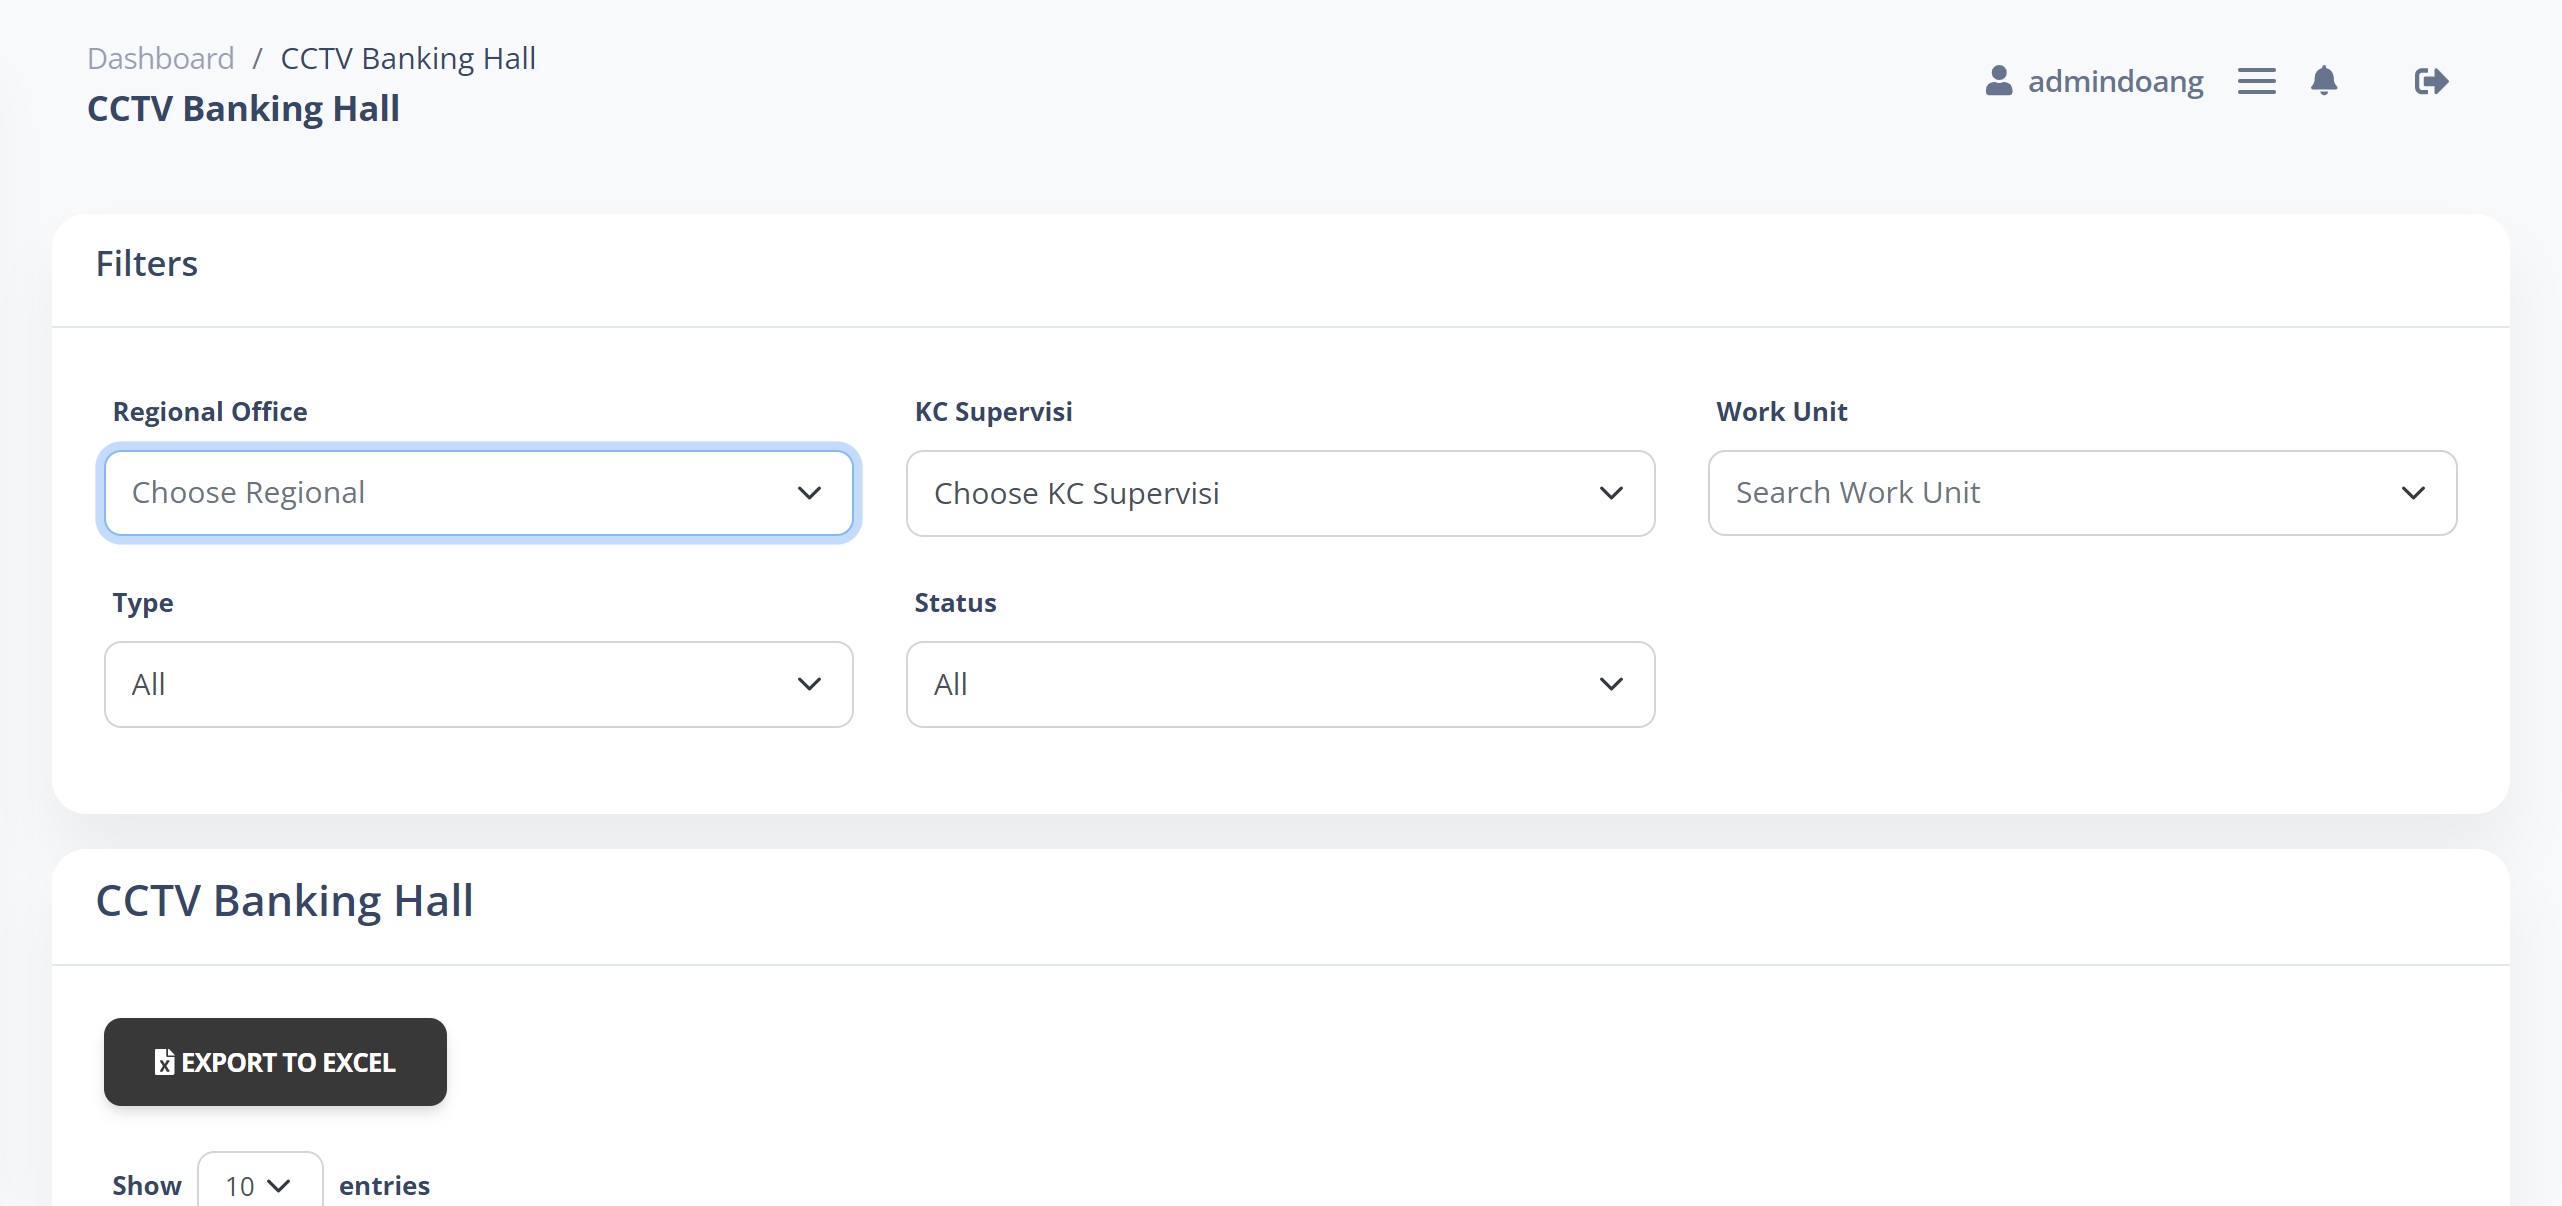 Dashboard / CCTV Banking Hall
CCTV Banking Hall
admindoang
Filters
Regional Office
KC Supervisi
Work Unit
Choose Regional
Choose KC Supervisi
Search Work Unit
Type
Status
All
All
CCTV Banking Hall
EXPORT TO EXCEL
Show 10 entries